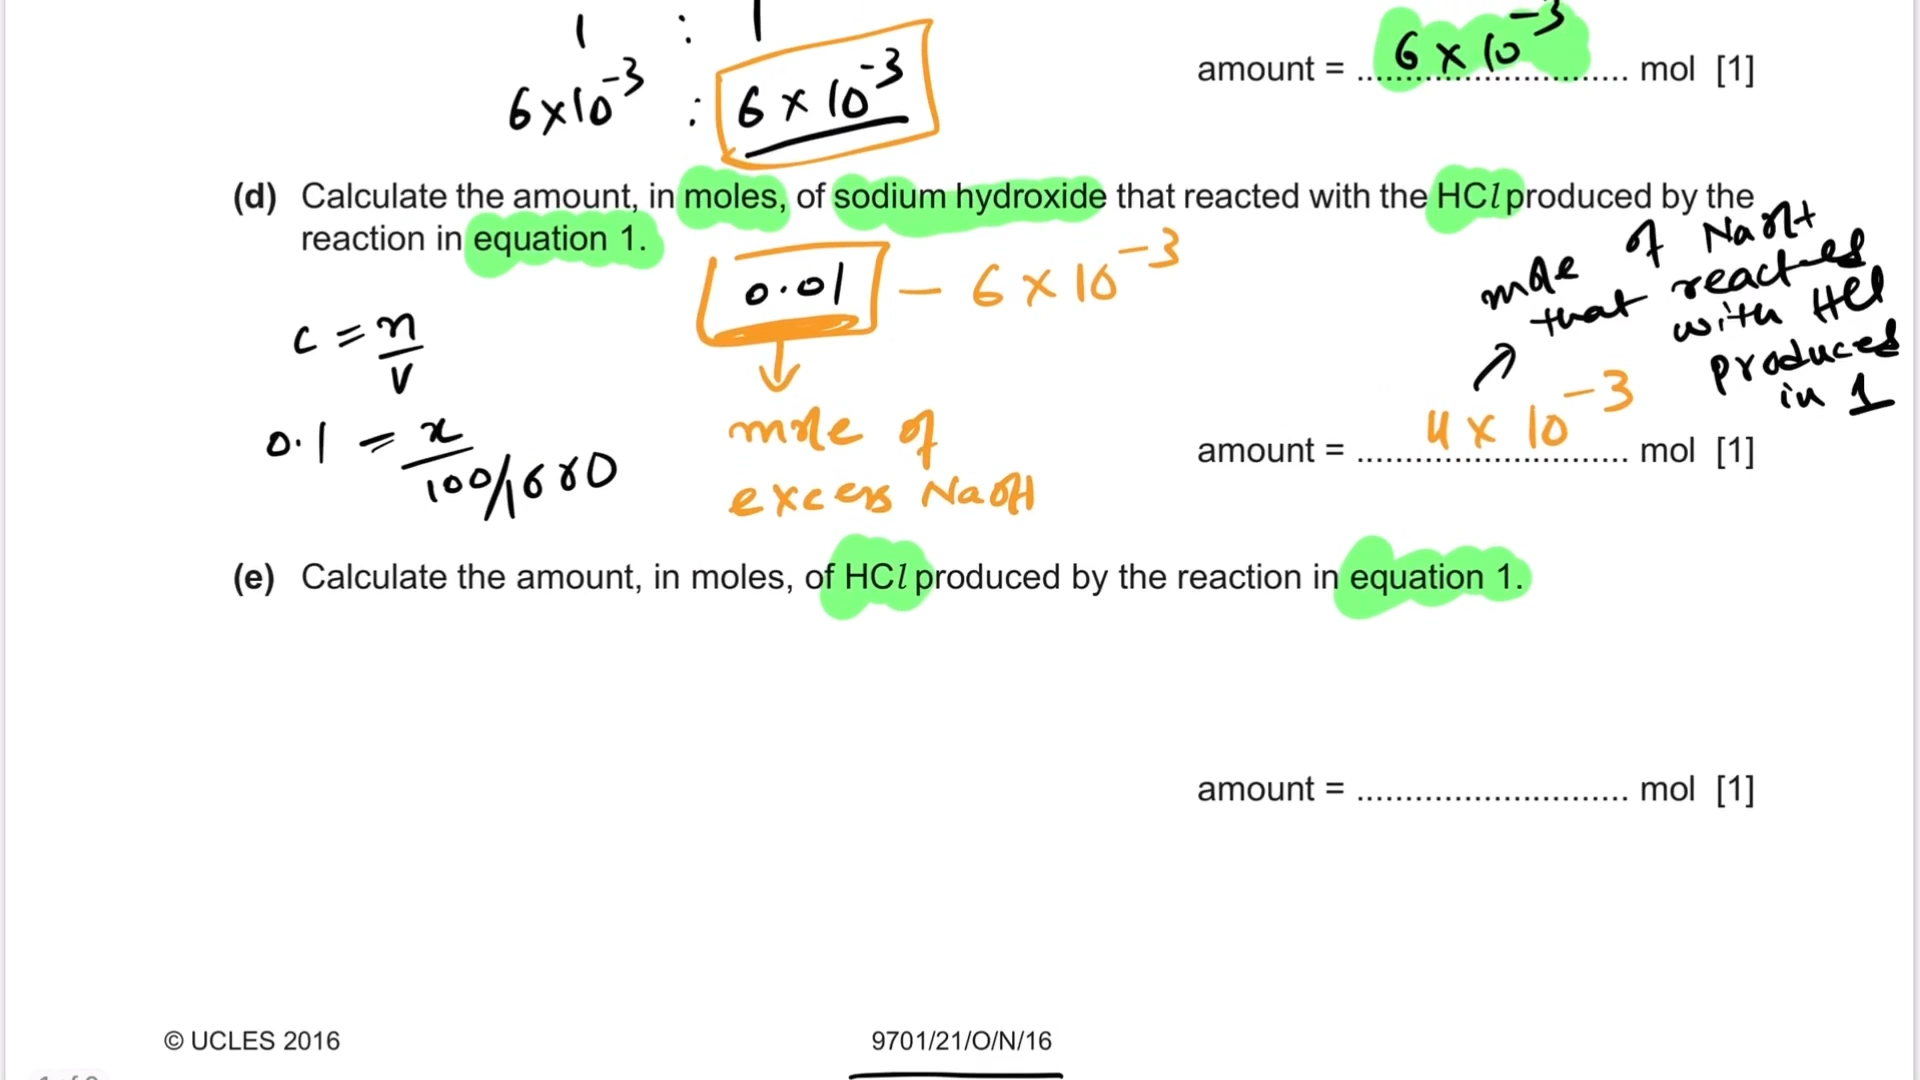 1 : 1
6 × 10⁻³ : 6 × 10⁻³
amount = 6 × 10⁻³ mol [1]
(d) Calculate the amount, in moles, of sodium hydroxide that reacted with the HCl produced by the
reaction in equation 1.
0.01 − 6 × 10⁻³
mole of NaOH
that reacted
with HCl
produced
in 1
c = n/v
0.1 = x/100/1000
mole of
excess NaOH
amount = 4 × 10⁻³ mol [1]
(e) Calculate the amount, in moles, of HCl produced by the reaction in equation 1.
amount = ............................ mol [1]
© UCLES 2016
9701/21/O/N/16